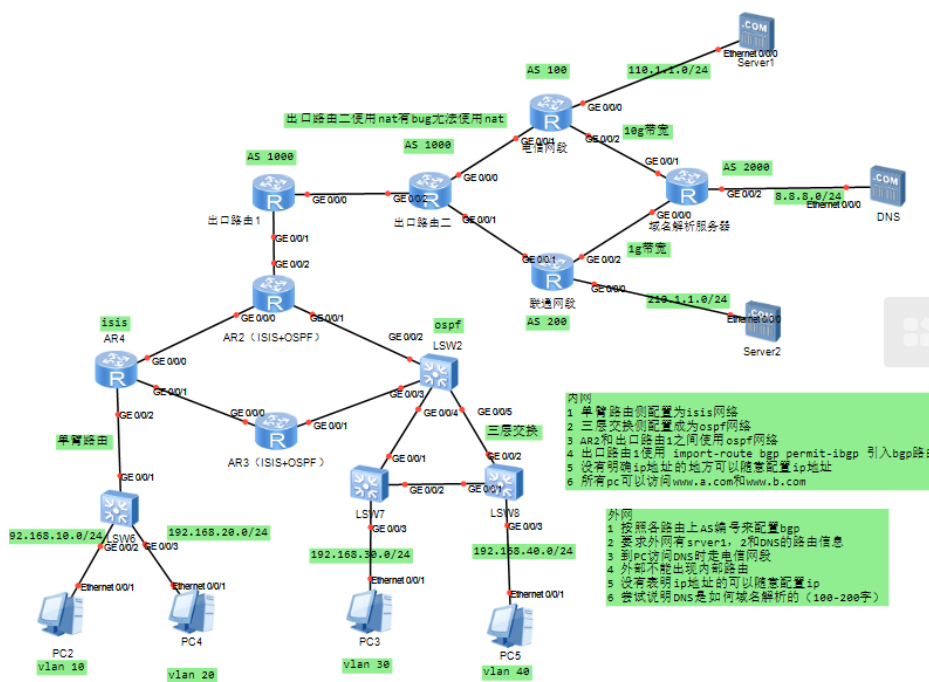 Ethernet 0/0/0
Server1
AS 100
110.1.1.0/24
GE 0/0/0
出口路由二使用nat有bug尢法使用nat
GE 0/0/1
电信网段
GE 0/0/2
10g带宽
AS 1000
AS 1000
GE 0/0/0
GE 0/0/1
AS 2000
GE 0/0/0
GE 0/0/2
GE 0/0/2
8.8.8.0/24
Ethernet 0/0/0
DNS
出口路由1
出口路由二
GE 0/0/1
域名解析服务器
GE 0/0/0
GE 0/0/1
GE 0/0/1
GE 0/0/2
1g带宽
GE 0/0/2
联通网段
GE 0/0/0
210.1.1.0/24
AS 200
Ethernet 0/0/0
Server2
isis
GE 0/0/0
GE 0/0/1
ospf
AR4
AR2（ISIS+OSPF）
GE 0/0/2
LSW2
GE 0/0/0
GE 0/0/1
GE 0/0/3
GE 0/0/2
GE 0/0/0
GE 0/0/4
GE 0/0/5
单臂路由
GE 0/0/1
三层交换
AR3（ISIS+OSPF）
GE 0/0/1
GE 0/0/1
GE 0/0/2
LSW6
GE 0/0/2
GE 0/0/1
LSW7
LSW8
92.168.10.0/24
192.168.20.0/24
GE 0/0/2
GE 0/0/3
GE 0/0/3
GE 0/0/3
192.168.30.0/24
192.168.40.0/24
Ethernet 0/0/1
Ethernet 0/0/1
Ethernet 0/0/1
Ethernet 0/0/1
PC2
PC4
PC3
PC5
vlan 10
vlan 20
vlan 30
vlan 40
内网
1 单臂路由侧配置为isis网络
2 三层交换侧配置成为ospf网络
3 AR2和出口路由1之间使用ospf网络
4 出口路由1使用 import-route bgp permit-ibgp 引入bgp路由
5 没有明确ip地址的地方可以随意配置ip地址
6 所有pc可以访问www.a.com和www.b.com
外网
1 按照各路由上AS编号来配置bgp
2 要求外网有srver1，2和DNS的路由信息
3 到PC访问DNS时走电信网段
4 外部不能出现内部路由
5 没有表明ip地址的可以随意配置ip
6 尝试说明DNS是如何域名解析的（100-200字）